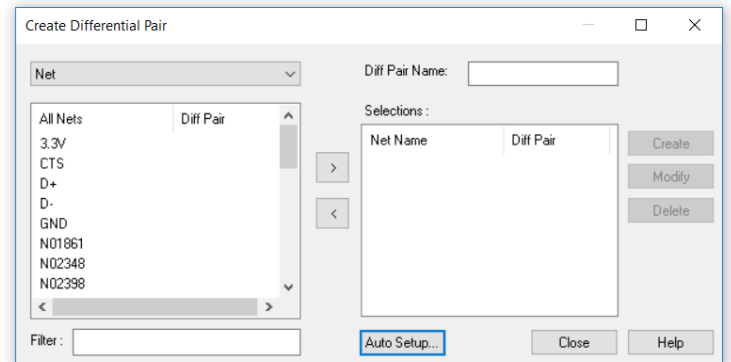 Create Differential Pair
Net
Diff Pair Name:
Selections :
All Nets Diff Pair
3.3V
CTS
D+
D-
GND
N01861
N02348
N02398
>
<
Net Name Diff Pair
Create
Modify
Delete
Filter :
Auto Setup...
Close
Help